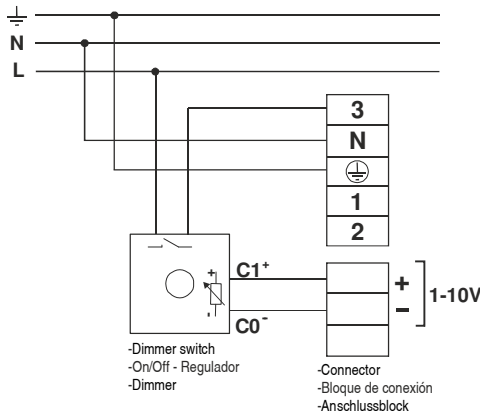 N
L
3
N
1
2
+
-
C1+
C0-
+
−
1-10V
-Dimmer switch
-On/Off - Regulador
-Dimmer
-Connector
-Bloque de conexión
-Anschlussblock